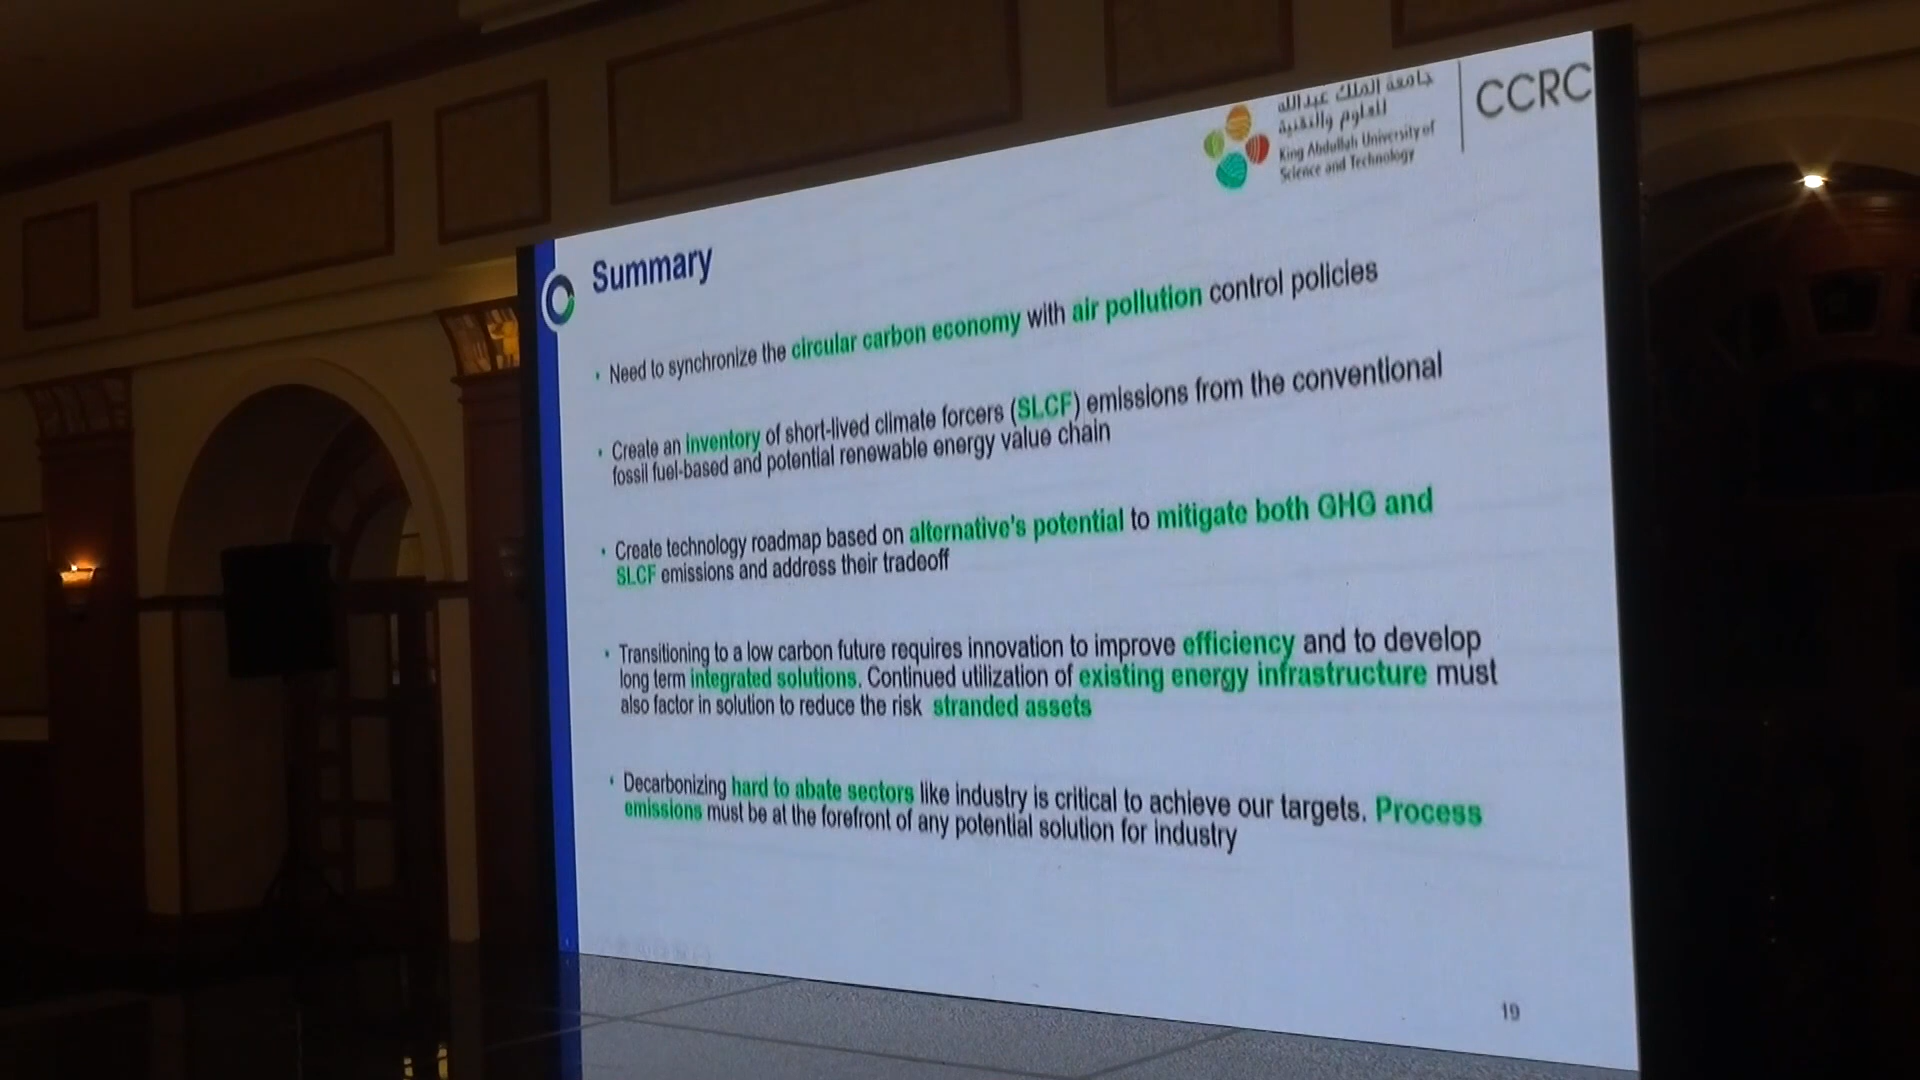 جامعة الملك عبدالله
للعلوم والتقنية
King Abdullah University of
Science and Technology
CCRC
Summary
• Need to synchronize the circular carbon economy with air pollution control policies
• Create an inventory of short-lived climate forcers (SLCF) emissions from the conventional
fossil fuel-based and potential renewable energy value chain
• Create technology roadmap based on alternative's potential to mitigate both GHG and
SLCF emissions and address their tradeoff
• Transitioning to a low carbon future requires innovation to improve efficiency and to develop
long term integrated solutions. Continued utilization of existing energy infrastructure must
also factor in solution to reduce the risk stranded assets
• Decarbonizing hard to abate sectors like industry is critical to achieve our targets. Process
emissions must be at the forefront of any potential solution for industry
19